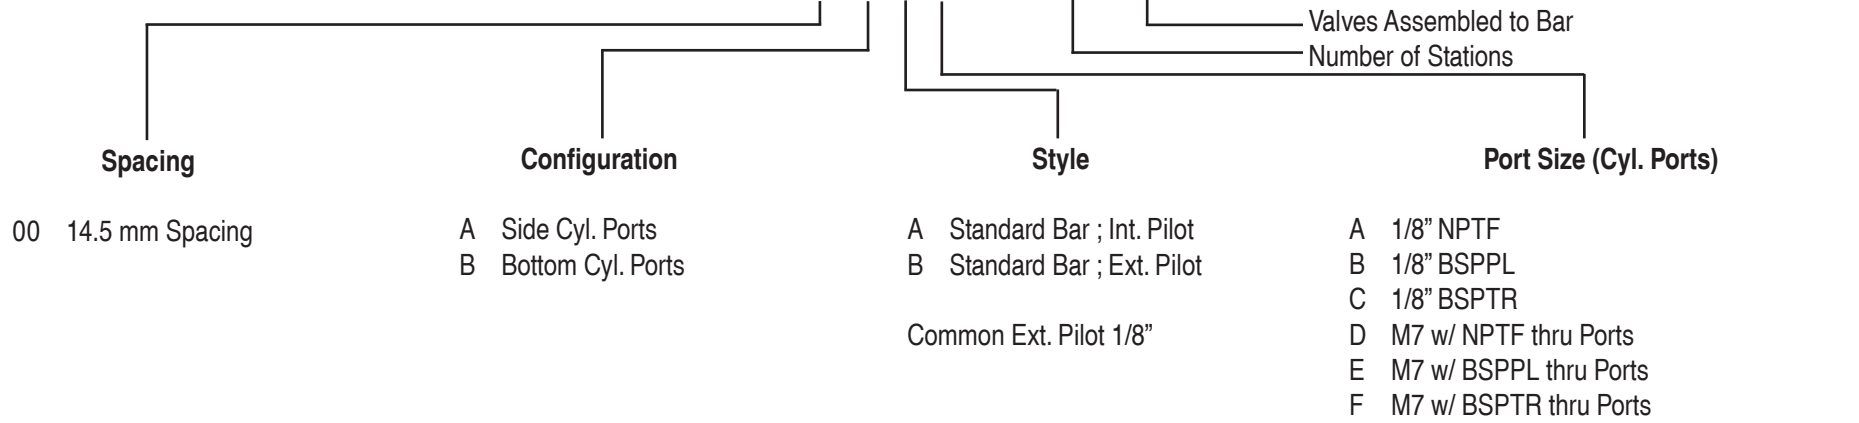 Valves Assembled to Bar
Number of Stations
Spacing
00 14.5 mm Spacing
Configuration
A Side Cyl. Ports
B Bottom Cyl. Ports
Style
A Standard Bar ; Int. Pilot
B Standard Bar ; Ext. Pilot
Common Ext. Pilot 1/8”
Port Size (Cyl. Ports)
A 1/8” NPTF
B 1/8” BSPPL
C 1/8” BSPTR
D M7 w/ NPTF thru Ports
E M7 w/ BSPPL thru Ports
F M7 w/ BSPTR thru Ports